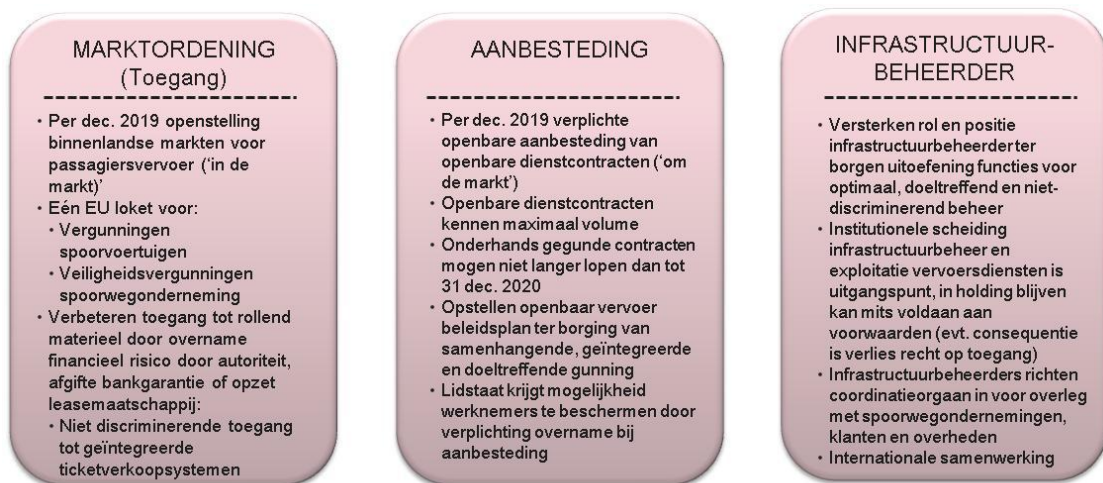 MARKTORDENING
(Toegang)
• Per dec. 2019 openstelling
binnenlandse markten voor
passagiersvervoer (‘in de
markt)’
• Eén EU loket voor:
• Vergunningen
spoorvoertuigen
• Veiligheidsvergunningen
spoorwegonderneming
• Verbeteren toegang tot rollend
materieel door overname
financieel risico door autoriteit,
afgifte bankgarantie of opzet
leasemaatschappij:
• Niet discriminerende toegang
tot geïntegreerde
ticketverkoopsystemen
AANBESTEDING
• Per dec. 2019 verplichte
openbare aanbesteding van
openbare dienstcontracten (‘om
de markt’)
• Openbare dienstcontracten
kennen maximaal volume
• Onderhands gegunde contracten
mogen niet langer lopen dan tot
31 dec. 2020
• Opstellen openbaar vervoer
beleidsplan ter borging van
samenhangende, geïntegreerde
en doeltreffende gunning
• Lidstaat krijgt mogelijkheid
werknemers te beschermen door
verplichting overname bij
aanbesteding
INFRASTRUCTUUR-
BEHEERDER
• Versterken rol en positie
infrastructuurbeheerder ter
borgen uitoefening functies voor
optimaal, doeltreffend en niet-
discriminerend beheer
• Institutionele scheiding
infrastructuurbeheer en
exploitatie vervoersdiensten is
uitgangspunt, in holding blijven
kan mits voldaan aan
voorwaarden (evt. consequentie
is verlies recht op toegang)
• Infrastructuurbeheerders richten
coordinatieorgaan in voor overleg
met spoorwegondernemingen,
klanten en overheden
• Internationale samenwerking